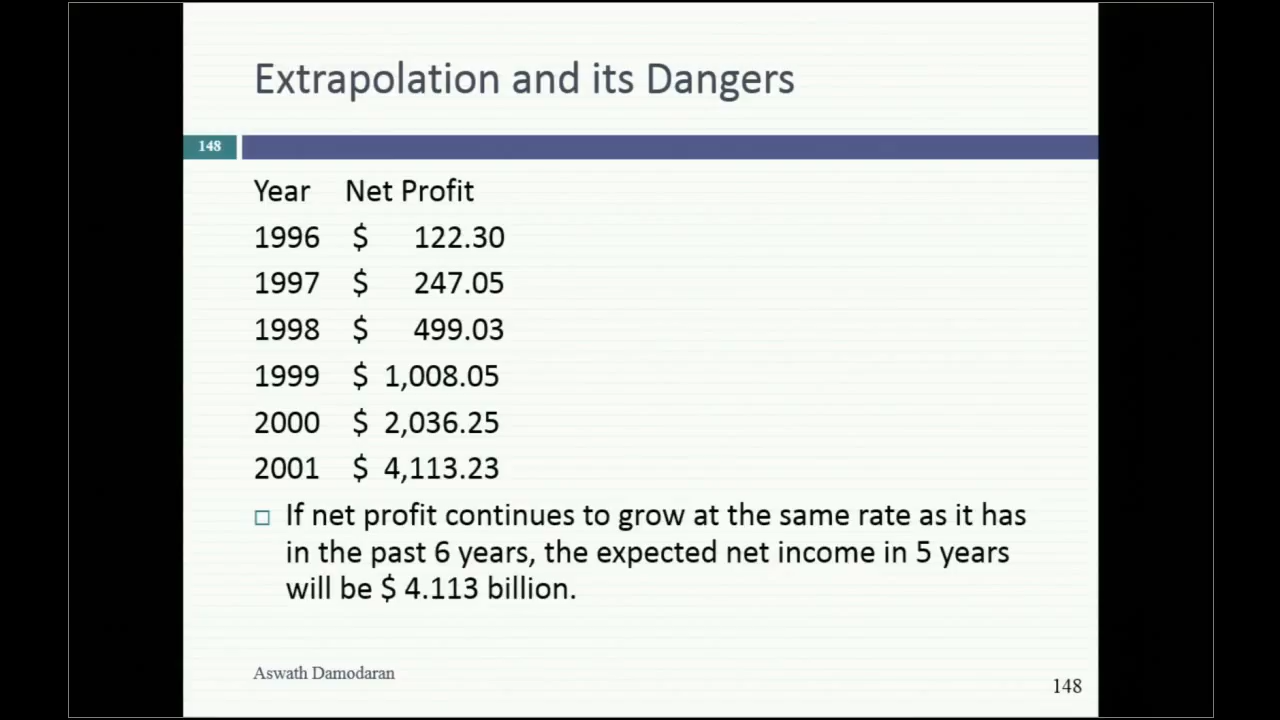 Extrapolation and its Dangers
148
Year Net Profit
1996 $ 122.30
1997 $ 247.05
1998 $ 499.03
1999 $ 1,008.05
2000 $ 2,036.25
2001 $ 4,113.23
If net profit continues to grow at the same rate as it has
in the past 6 years, the expected net income in 5 years
will be $ 4.113 billion.
Aswath Damodaran
148